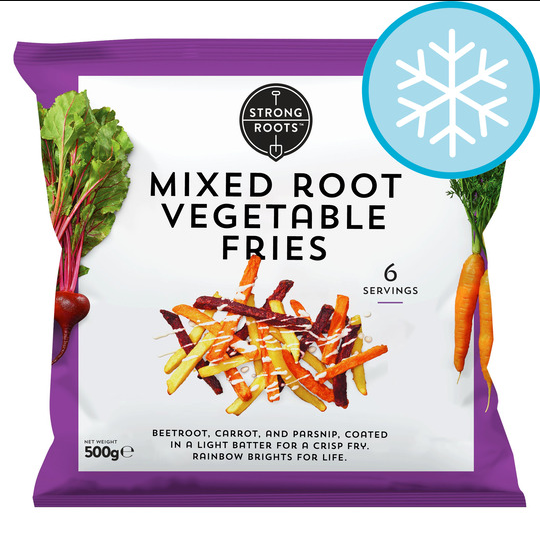 STRONG
ROOTS™
MIXED ROOT
VEGETABLE
FRIES
6
SERVINGS
BEETROOT, CARROT, AND PARSNIP, COATED
IN A LIGHT BATTER FOR A CRISP FRY.
RAINBOW BRIGHTS FOR LIFE.
NET WEIGHT
500g℮